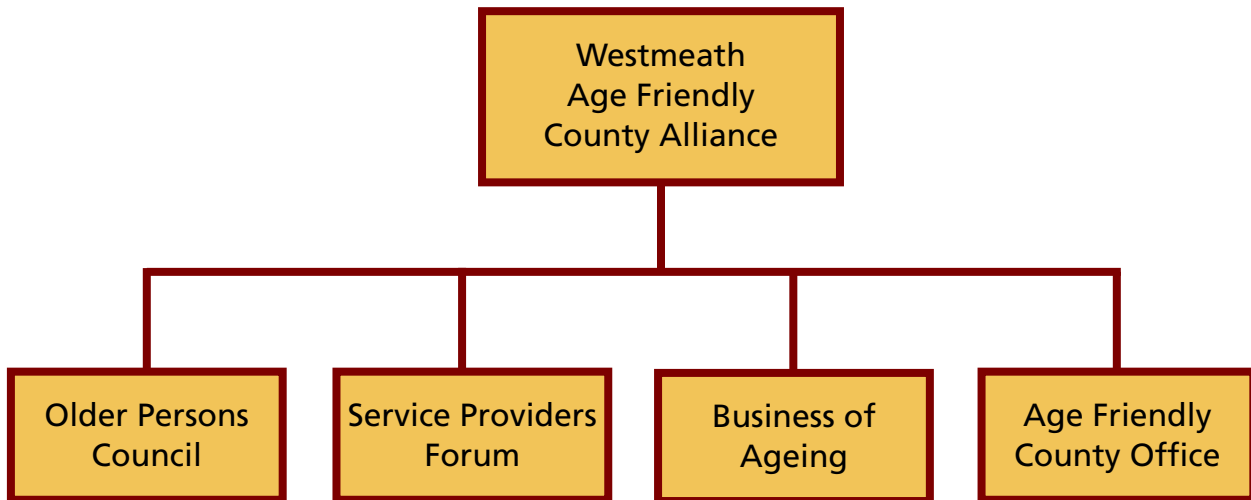 Westmeath
Age Friendly
County Alliance
Older Persons
Council
Service Providers
Forum
Business of
Ageing
Age Friendly
County Office